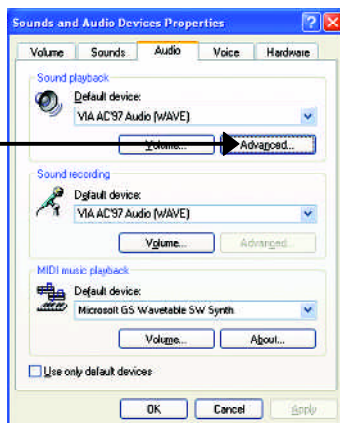 Sounds and Audio Devices Properties
Volume Sounds Audio Voice Hardware
Sound playback
Default device:
VIA AC'97 Audio (WAVE)
Volume... Advanced...
Sound recording
Default device:
VIA AC'97 Audio (WAVE)
Volume... Advanced...
MIDI music playback
Default device:
Microsoft GS Wavetable SW Synth
Volume... About...
Use only default devices
OK Cancel Apply